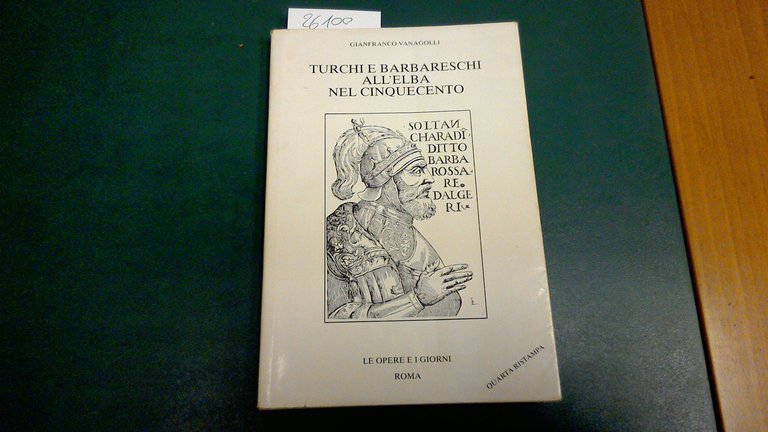 26100
GIANFRANCO VANAGOLLI
TURCHI E BARBARESCHI
ALL'ELBA
NEL CINQUECENTO
SOLTAN
CHARADĪ
DITTO
BARBA
ROSSA.
RE.
DALGE
RI
LE OPERE E I GIORNI
ROMA
QUARTA RISTAMPA